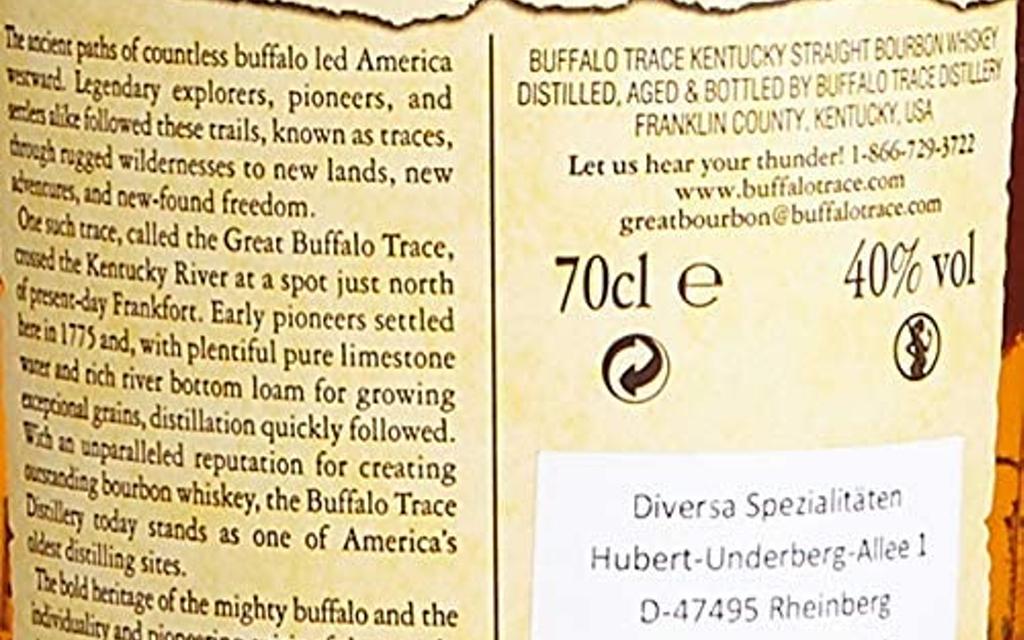 The ancient paths of countless buffalo led America
westward. Legendary explorers, pioneers, and
settlers alike followed these trails, known as traces,
through rugged wildernesses to new lands, new
adventures, and new-found freedom.
One such trace, called the Great Buffalo Trace,
crossed the Kentucky River at a spot just north
of present-day Frankfort. Early pioneers settled
here in 1775 and, with plentiful pure limestone
water and rich river bottom loam for growing
exceptional grains, distillation quickly followed.
With an unparalleled reputation for creating
outstanding bourbon whiskey, the Buffalo Trace
Distillery today stands as one of America's
oldest distilling sites.
The bold heritage of the mighty buffalo and the
individuality and pioneering
BUFFALO TRACE KENTUCKY STRAIGHT BOURBON WHISKEY
DISTILLED, AGED & BOTTLED BY BUFFALO TRACE DISTILLERY
FRANKLIN COUNTY, KENTUCKY, USA
Let us hear your thunder! 1-866-729-3722
www.buffalotrace.com
greatbourbon@buffalotrace.com
70cl e 40% vol
Diversa Spezialitäten
Hubert-Underberg-Allee 1
D-47495 Rheinberg